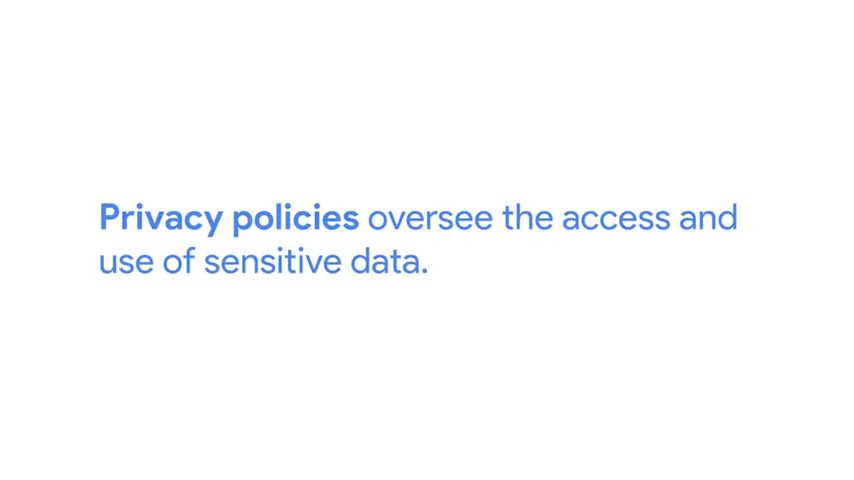 Privacy policies oversee the access and
use of sensitive data.